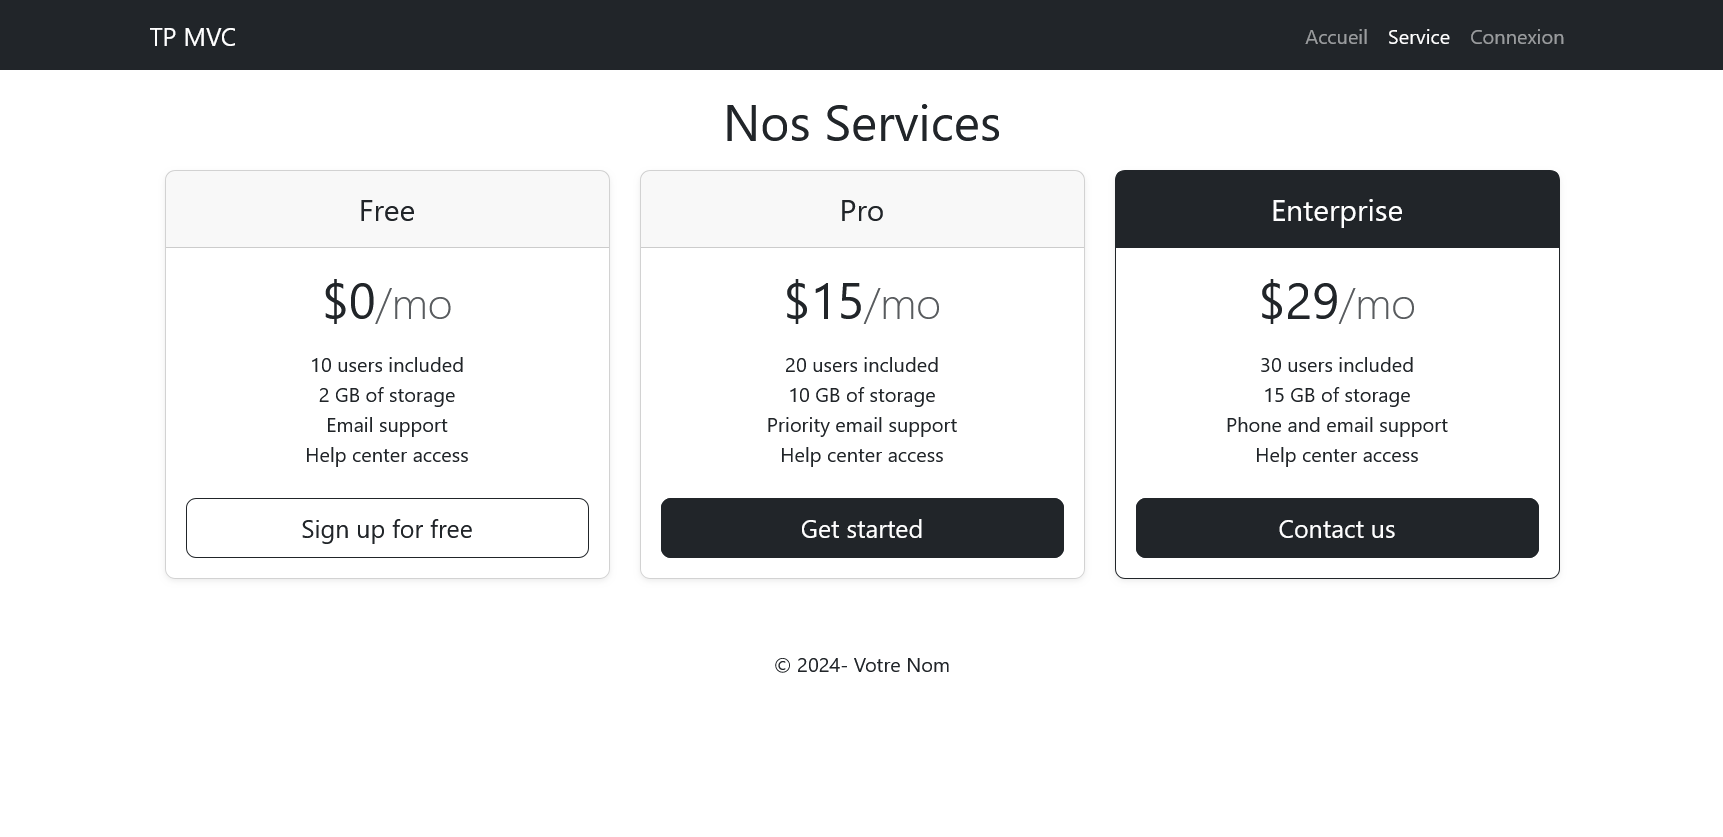 TP MVC
Accueil Service Connexion
Nos Services
Free
$0/mo
10 users included
2 GB of storage
Email support
Help center access
Sign up for free
Pro
$15/mo
20 users included
10 GB of storage
Priority email support
Help center access
Get started
Enterprise
$29/mo
30 users included
15 GB of storage
Phone and email support
Help center access
Contact us
© 2024- Votre Nom